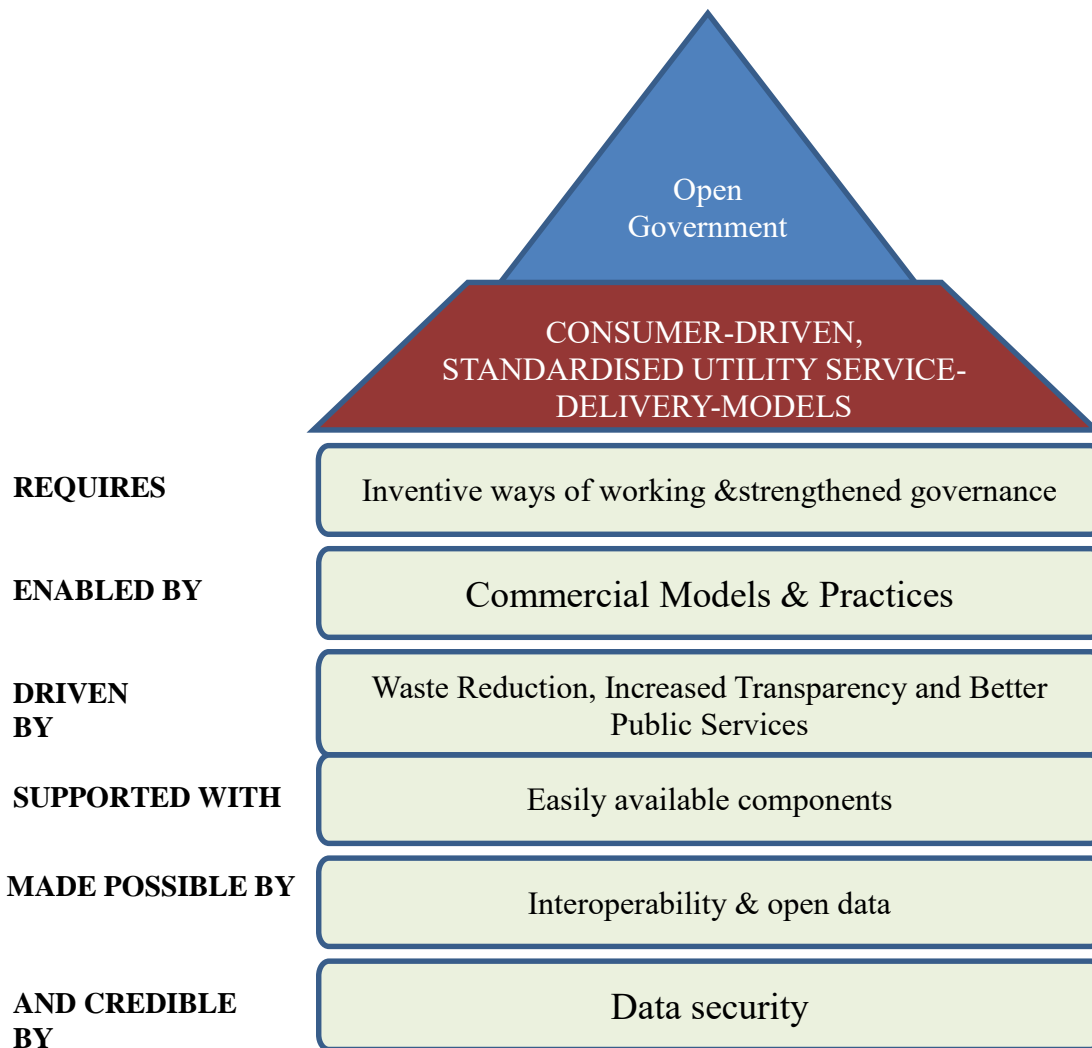 Open
Government
CONSUMER-DRIVEN,
STANDARDISED UTILITY SERVICE-
DELIVERY-MODELS
REQUIRES
Inventive ways of working &strengthened governance
ENABLED BY
Commercial Models & Practices
DRIVEN
BY
Waste Reduction, Increased Transparency and Better
Public Services
SUPPORTED WITH
Easily available components
MADE POSSIBLE BY
Interoperability & open data
AND CREDIBLE
BY
Data security